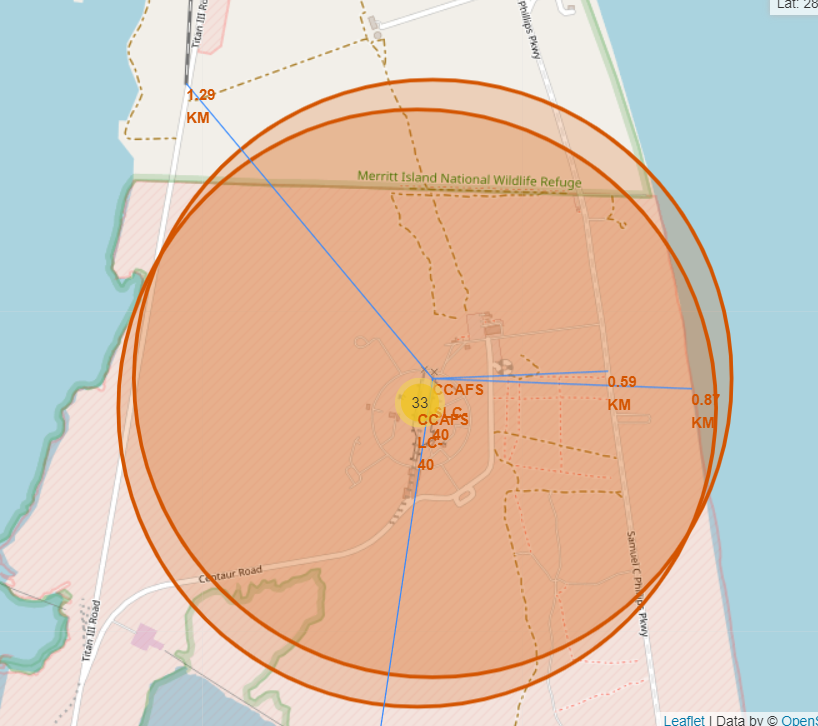 Lat: 28
Titan III Ro
Phillips Pkwy
1.29
KM
Merritt Island National Wildlife Refuge
0.59
KM
0.87
KM
33
CCAFS
LC-
40
CCAFS
LC-
40
Centaur Road
Titan III Road
Samuel C Phillips Pkwy
Leaflet | Data by © OpenS